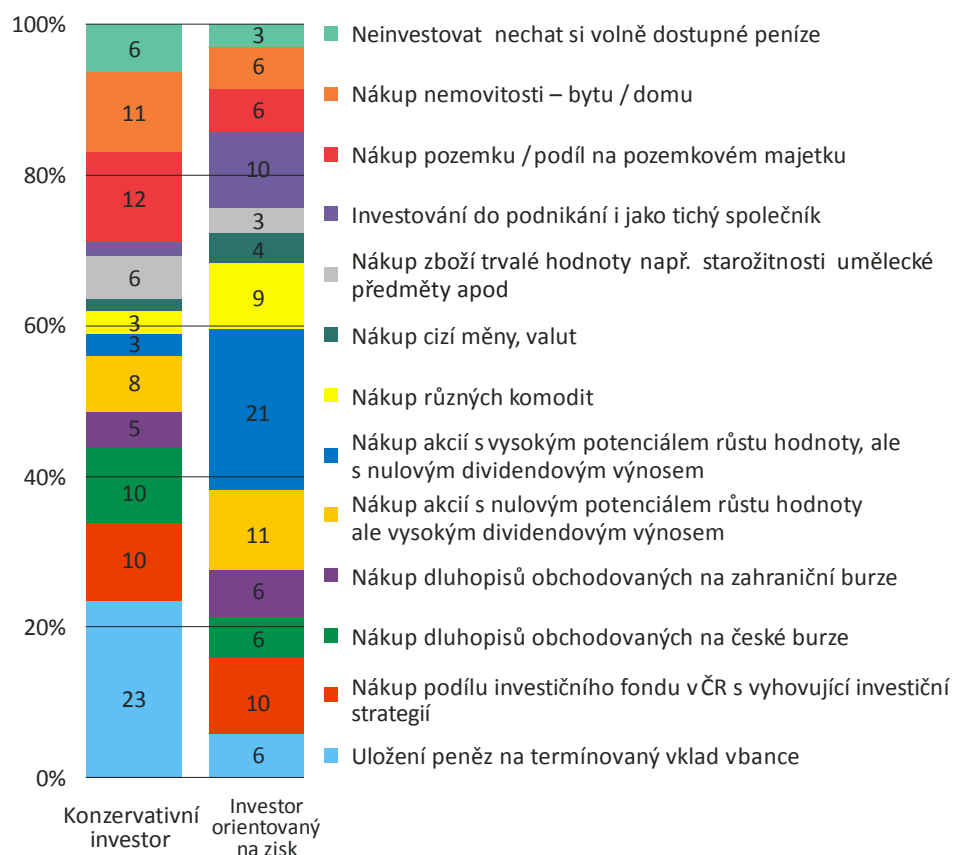 100%
80%
60%
40%
20%
0%
6
11
12
6
3
3
8
5
10
10
23
3
6
6
10
3
4
9
21
11
6
6
10
6
Konzervativní
investor
Investor
orientovaný
na zisk
Neinvestovat nechat si volně dostupné peníze
Nákup nemovitosti – bytu / domu
Nákup pozemku / podíl na pozemkovém majetku
Investování do podnikání i jako tichý společník
Nákup zboží trvalé hodnoty např. starožitnosti umělecké
předměty apod
Nákup cizí měny, valut
Nákup různých komodit
Nákup akcií s vysokým potenciálem růstu hodnoty, ale
s nulovým dividendovým výnosem
Nákup akcií s nulovým potenciálem růstu hodnoty
ale vysokým dividendovým výnosem
Nákup dluhopisů obchodovaných na zahraniční burze
Nákup dluhopisů obchodovaných na české burze
Nákup podílu investičního fondu v ČR s vyhovující investiční
strategií
Uložení peněz na termínovaný vklad v bance